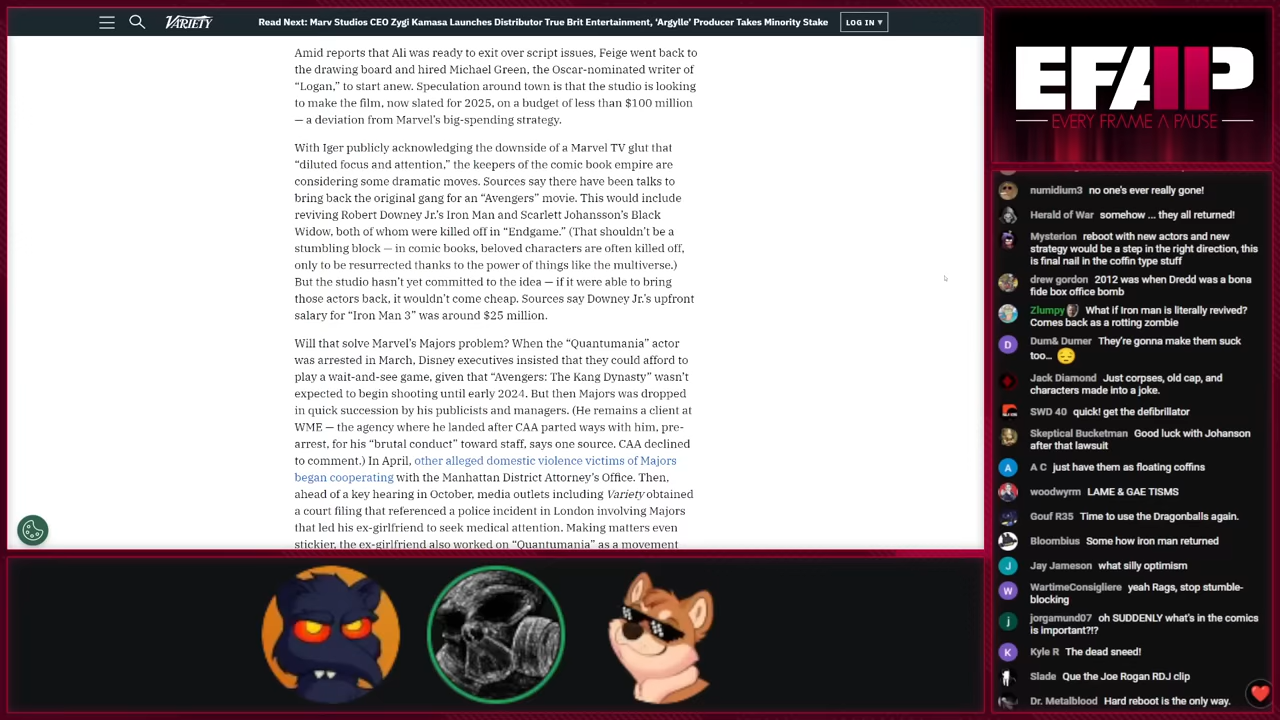 VARIETY
Read Next: Marv Studios CEO Zygi Kamasa Launches Distributor True Brit Entertainment, ‘Argylle’ Producer Takes Minority Stake
LOG IN ▾
Amid reports that Ali was ready to exit over script issues, Feige went back to
the drawing board and hired Michael Green, the Oscar-nominated writer of
“Logan,” to start anew. Speculation around town is that the studio is looking
to make the film, now slated for 2025, on a budget of less than $100 million
— a deviation from Marvel’s big-spending strategy.
With Iger publicly acknowledging the downside of a Marvel TV glut that
“diluted focus and attention,” the keepers of the comic book empire are
considering some dramatic moves. Sources say there have been talks to
bring back the original gang for an “Avengers” movie. This would include
reviving Robert Downey Jr.’s Iron Man and Scarlett Johansson’s Black
Widow, both of whom were killed off in “Endgame.” (That shouldn’t be a
stumbling block — in comic books, beloved characters are often killed off,
only to be resurrected thanks to the power of things like the multiverse.)
But the studio hasn’t yet committed to the idea — if it were able to bring
those actors back, it wouldn’t come cheap. Sources say Downey Jr.’s upfront
salary for “Iron Man 3” was around $25 million.
Will that solve Marvel’s Majors problem? When the “Quantumania” actor
was arrested in March, Disney executives insisted that they could afford to
play a wait-and-see game, given that “Avengers: The Kang Dynasty” wasn’t
expected to begin shooting until early 2024. But then Majors was dropped
in quick succession by his publicists and managers. (He remains a client at
WME — the agency where he landed after CAA parted ways with him, pre-
arrest, for his “brutal conduct” toward staff, says one source. CAA declined
to comment.) In April, other alleged domestic violence victims of Majors
began cooperating with the Manhattan District Attorney’s Office. Then,
ahead of a key hearing in October, media outlets including Variety obtained
a court filing that referenced a police incident in London involving Majors
that led his ex-girlfriend to seek medical attention. Making matters even
stickier, the ex-girlfriend also worked on “Quantumania” as a movement
EFAP
EVERY FRAME A PAUSE
numidium3 no one's ever really gone!
Herald of War somehow ... they all returned!
Mysterion reboot with new actors and new
strategy would be a step in the right direction, this
is final nail in the coffin type stuff
drew gordon 2012 was when Dredd was a bona
fide box office bomb
Zlumpy What if Iron man is literally revived?
Comes back as a rotting zombie
D
Dum& Dumer They're gonna make them suck
too... 😔
Jack Diamond Just corpses, old cap, and
characters made into a joke.
SWD 40 quick! get the defibrillator
Skeptical Bucketman Good luck with Johanson
after that lawsuit
A
A C just have them as floating coffins
woodwyrm LAME & GAE TISMS
Gouf R35 Time to use the Dragonballs again.
Bloombius Some how iron man returned
J
Jay Jameson what silly optimism
W
WartimeConsigliere yeah Rags, stop stumble-
blocking
j
jorgamund07 oh SUDDENLY what's in the comics
is important?!?
K
Kyle R The dead sneed!
Slade Que the Joe Rogan RDJ clip
Dr. Metalblood Hard reboot is the only way.